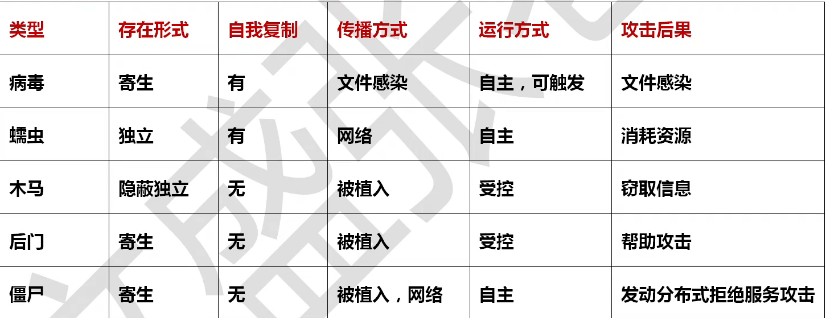 类型 存在形式 自我复制 传播方式 运行方式 攻击后果
病毒 寄生 有 文件感染 自主，可触发 文件感染
蠕虫 独立 有 网络 自主 消耗资源
木马 隐蔽独立 无 被植入 受控 窃取信息
后门 寄生 无 被植入 受控 帮助攻击
僵尸 寄生 无 被植入，网络 自主 发动分布式拒绝服务攻击